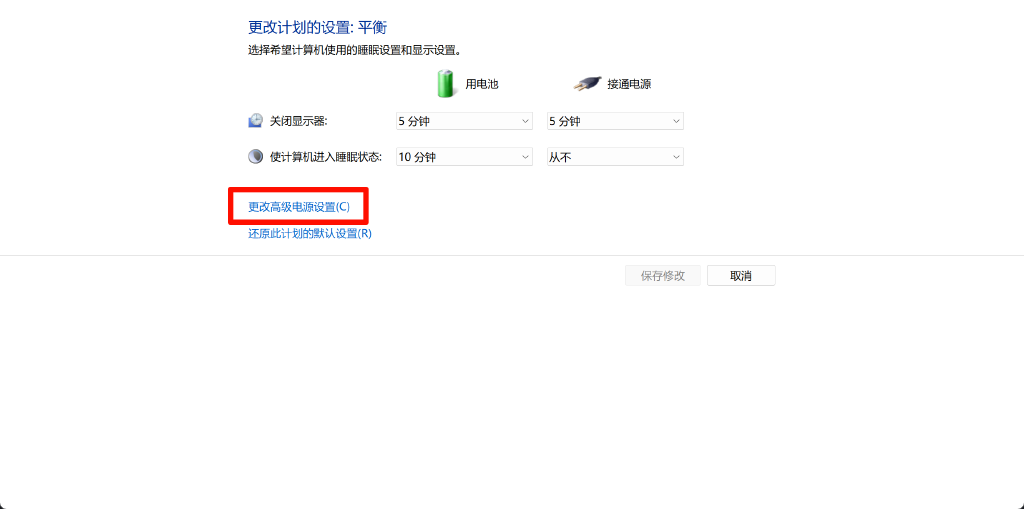 更改计划的设置: 平衡
选择希望计算机使用的睡眠设置和显示设置。
用电池 接通电源
关闭显示器: 5 分钟 5 分钟
使计算机进入睡眠状态: 10 分钟 从不
更改高级电源设置(C)
还原此计划的默认设置(R)
保存修改 取消